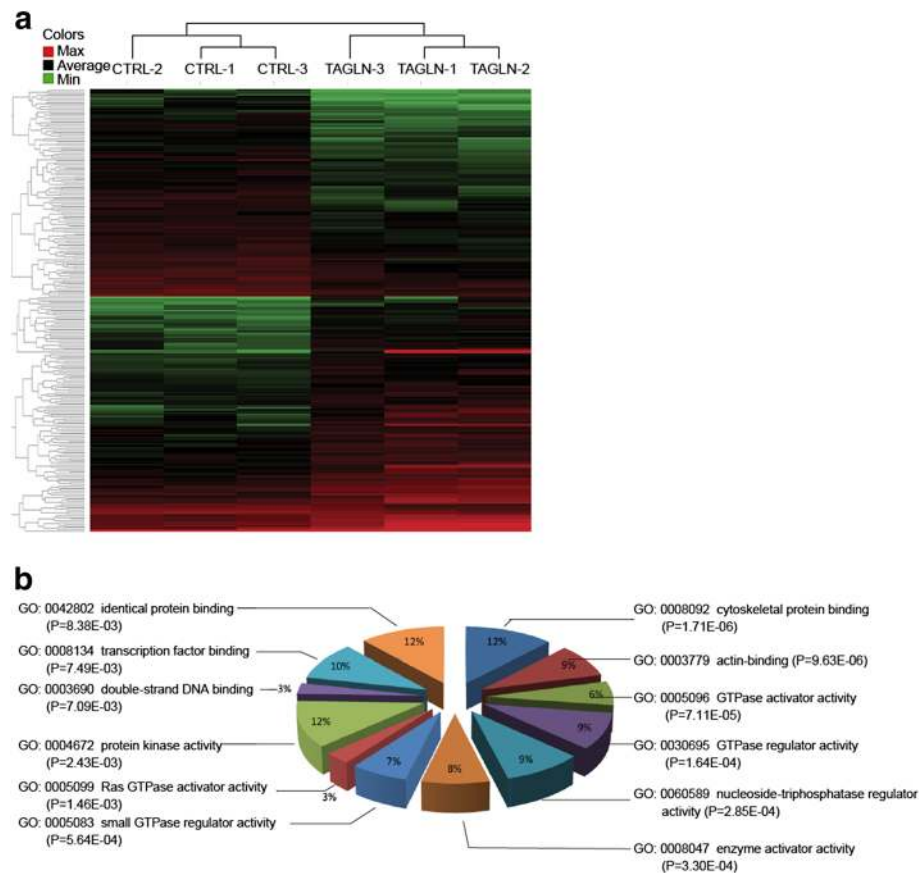 a
Colors
Max
Average
Min
CTRL-2 CTRL-1 CTRL-3 TAGLN-3 TAGLN-1 TAGLN-2
b
GO: 0042802 identical protein binding
(P=8.38E-03)
GO: 0008134 transcription factor binding
(P=7.49E-03)
GO: 0003690 double-strand DNA binding
(P=7.09E-03)
GO: 0004672 protein kinase activity
(P=2.43E-03)
GO: 0005099 Ras GTPase activator activity
(P=1.46E-03)
GO: 0005083 small GTPase regulator activity
(P=5.64E-04)
12%
10%
3%
12%
3%
7%
8%
9%
9%
6%
9%
12%
GO: 0008092 cytoskeletal protein binding
(P=1.71E-06)
GO: 0003779 actin-binding (P=9.63E-06)
GO: 0005096 GTPase activator activity
(P=7.11E-05)
GO: 0030695 GTPase regulator activity
(P=1.64E-04)
GO: 0060589 nucleoside-triphosphatase regulator
activity (P=2.85E-04)
GO: 0008047 enzyme activator activity
(P=3.30E-04)